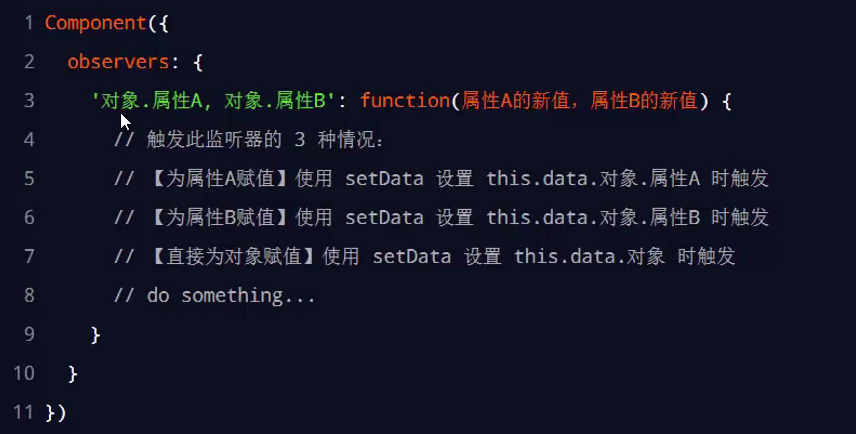 1 Component({
2 observers: {
3 '对象.属性A, 对象.属性B': function(属性A的新值，属性B的新值) {
4 // 触发此监听器的 3 种情况：
5 // 【为属性A赋值】使用 setData 设置 this.data.对象.属性A 时触发
6 // 【为属性B赋值】使用 setData 设置 this.data.对象.属性B 时触发
7 // 【直接为对象赋值】使用 setData 设置 this.data.对象 时触发
8 // do something...
9 }
10 }
11 })